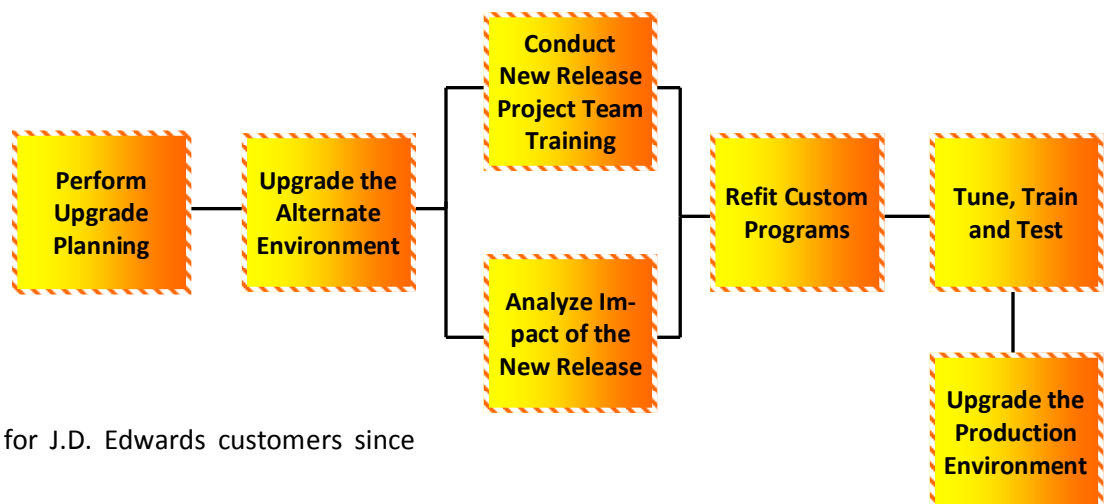 Perform
Upgrade
Planning
Upgrade the
Alternate
Environment
Conduct
New Release
Project Team
Training
Analyze Im-
pact of the
New Release
Refit Custom
Programs
Tune, Train
and Test
Upgrade the
Production
Environment
for J.D. Edwards customers since